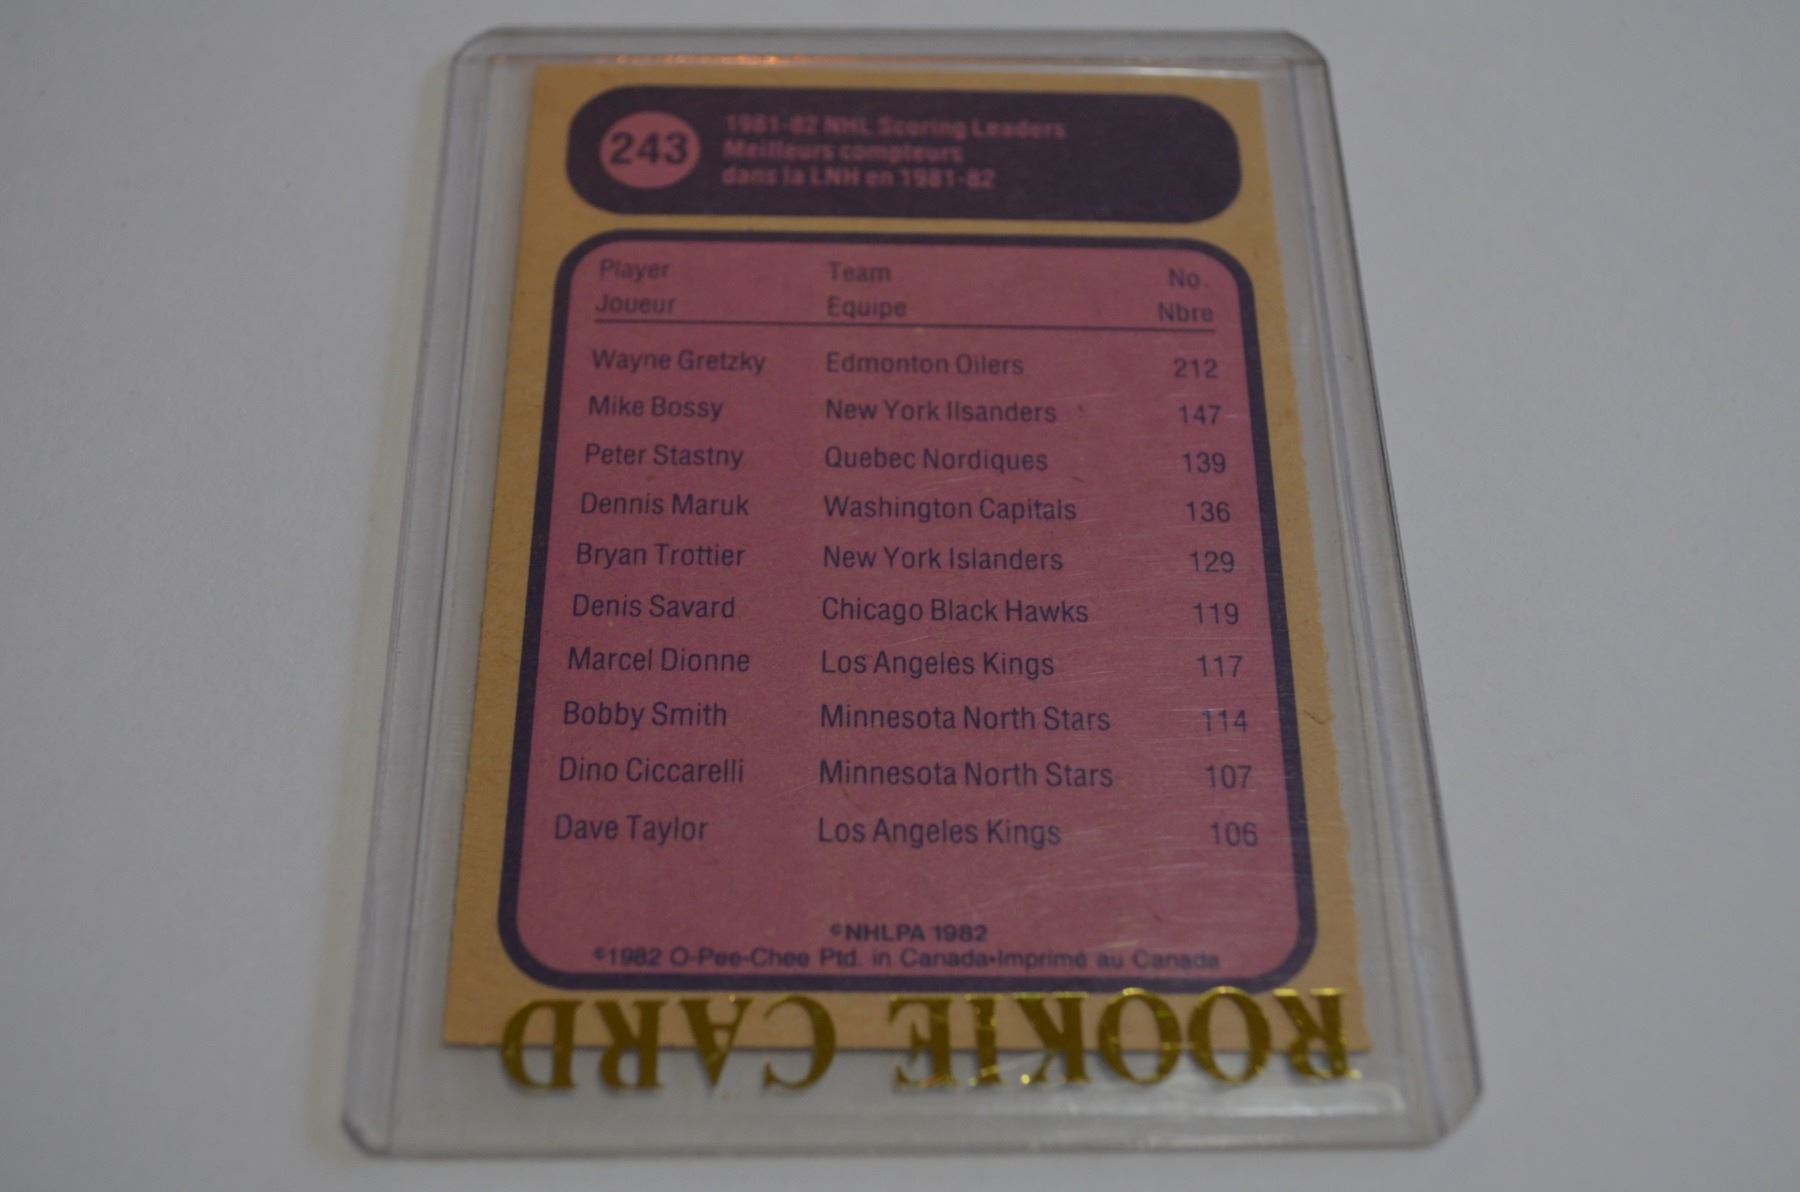 243
1981-82 NHL Scoring Leaders
Meilleurs compteurs
dans la LNH en 1981-82
Player Team No.
Joueur Equipe Nbre
Wayne Gretzky Edmonton Oilers 212
Mike Bossy New York Ilsanders 147
Peter Stastny Quebec Nordiques 139
Dennis Maruk Washington Capitals 136
Bryan Trottier New York Islanders 129
Denis Savard Chicago Black Hawks 119
Marcel Dionne Los Angeles Kings 117
Bobby Smith Minnesota North Stars 114
Dino Ciccarelli Minnesota North Stars 107
Dave Taylor Los Angeles Kings 106
©NHLPA 1982
©1982 O-Pee-Chee Ptd. in Canada•Imprimé au Canada
ROOKIE CARD